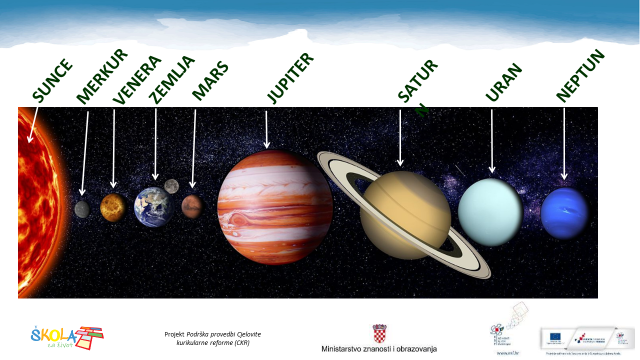 SUNCE
MERKUR
VENERA
ZEMLJA
MARS
JUPITER
SATUR
N
URAN
NEPTUN
ŠKOLA
za život
Projekt Podrška provedbi Cjelovite
kurikularne reforme (CKR)
Ministarstvo znanosti i obrazovanja